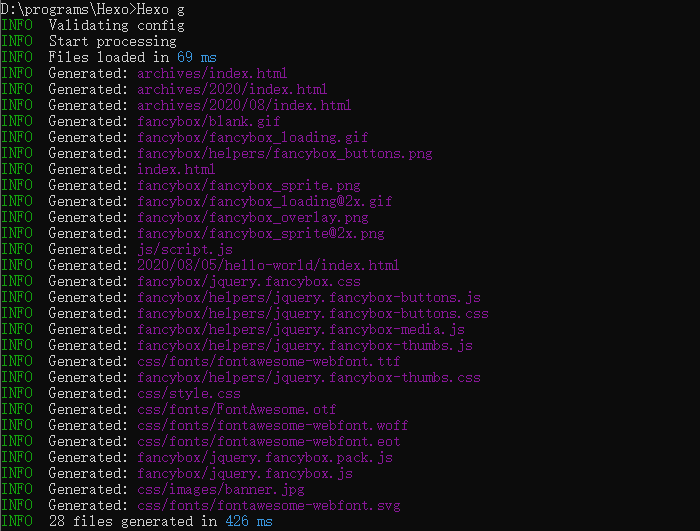 D:\programs\Hexo>Hexo g
INFO  Validating config
INFO  Start processing
INFO  Files loaded in 69 ms
INFO  Generated: archives/index.html
INFO  Generated: archives/2020/index.html
INFO  Generated: archives/2020/08/index.html
INFO  Generated: fancybox/blank.gif
INFO  Generated: fancybox/fancybox_loading.gif
INFO  Generated: fancybox/helpers/fancybox_buttons.png
INFO  Generated: index.html
INFO  Generated: fancybox/fancybox_sprite.png
INFO  Generated: fancybox/fancybox_loading@2x.gif
INFO  Generated: fancybox/fancybox_overlay.png
INFO  Generated: fancybox/fancybox_sprite@2x.png
INFO  Generated: js/script.js
INFO  Generated: 2020/08/05/hello-world/index.html
INFO  Generated: fancybox/jquery.fancybox.css
INFO  Generated: fancybox/helpers/jquery.fancybox-buttons.js
INFO  Generated: fancybox/helpers/jquery.fancybox-buttons.css
INFO  Generated: fancybox/helpers/jquery.fancybox-media.js
INFO  Generated: fancybox/helpers/jquery.fancybox-thumbs.js
INFO  Generated: css/fonts/fontawesome-webfont.ttf
INFO  Generated: fancybox/helpers/jquery.fancybox-thumbs.css
INFO  Generated: css/style.css
INFO  Generated: css/fonts/FontAwesome.otf
INFO  Generated: css/fonts/fontawesome-webfont.woff
INFO  Generated: css/fonts/fontawesome-webfont.eot
INFO  Generated: fancybox/jquery.fancybox.pack.js
INFO  Generated: fancybox/jquery.fancybox.js
INFO  Generated: css/images/banner.jpg
INFO  Generated: css/fonts/fontawesome-webfont.svg
INFO  28 files generated in 426 ms